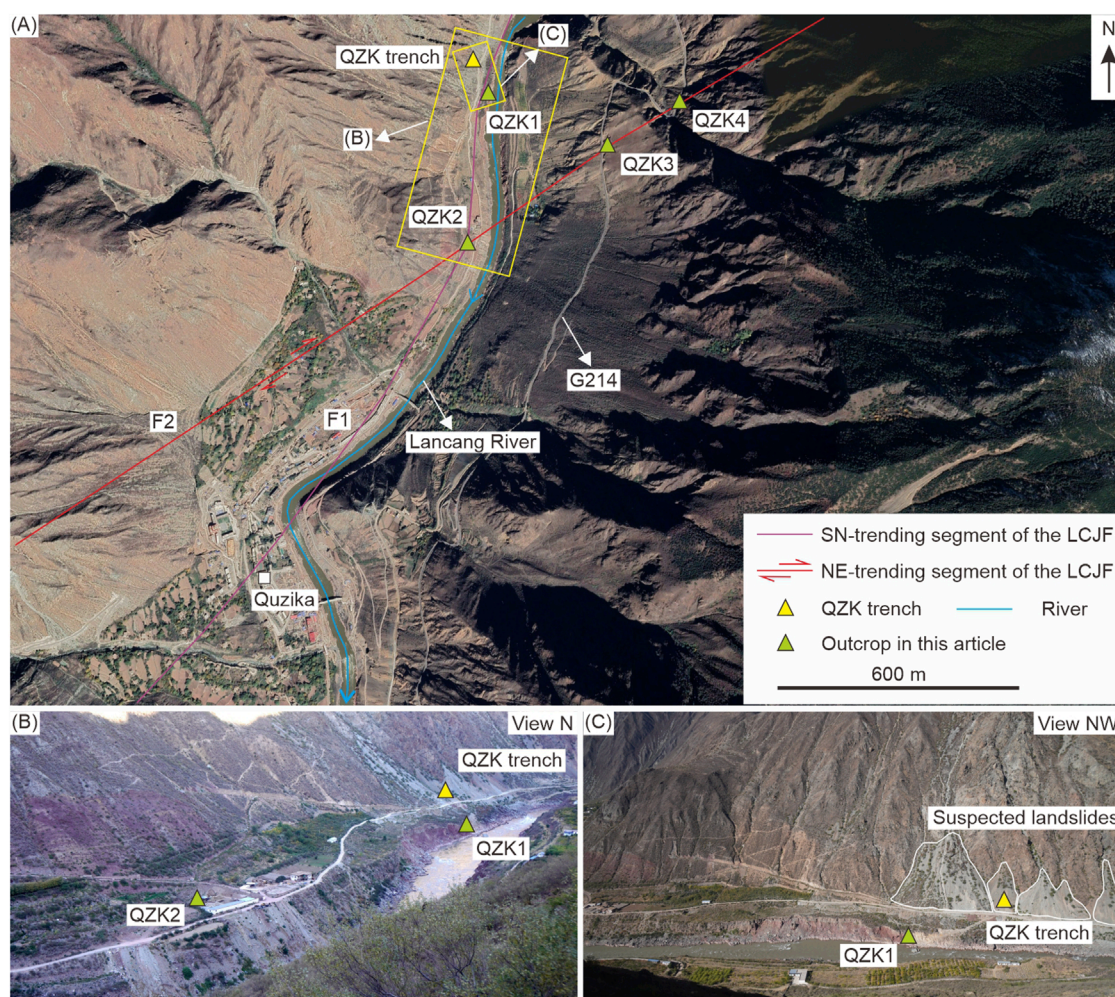 (A)
N
QZK trench
(C)
QZK1
QZK4
(B)
QZK3
QZK2
G214
F2
F1
Lancang River
Quzika
SN-trending segment of the LCJF
NE-trending segment of the LCJF
QZK trench
River
Outcrop in this article
600 m
(B)
View N
QZK trench
QZK1
QZK2
(C)
View NW
Suspected landslides
QZK trench
QZK1